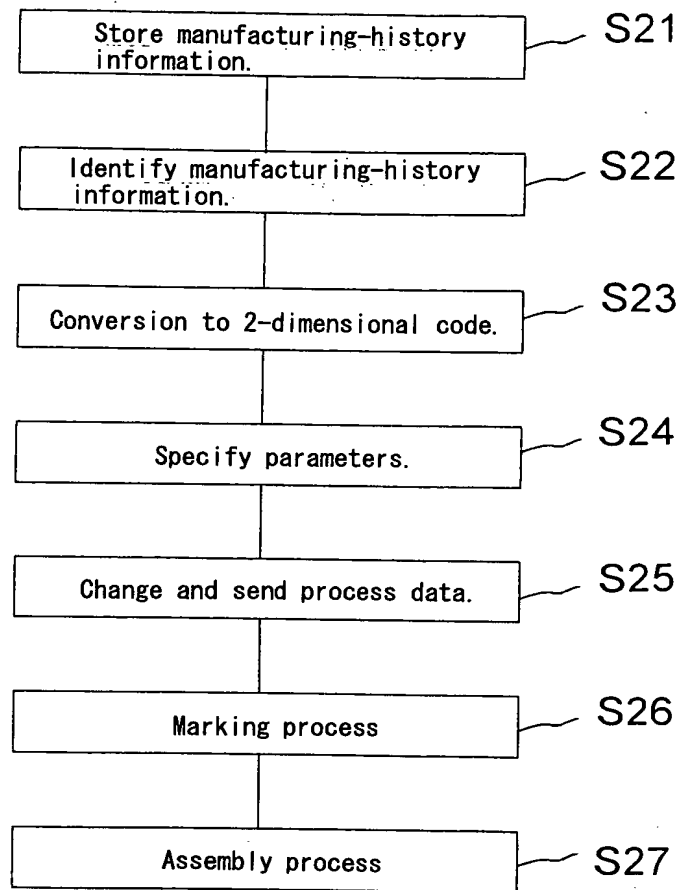 Store manufacturing-history
information.
S21
Identify manufacturing-history
information.
S22
Conversion to 2-dimensional code.
S23
Specify parameters.
S24
Change and send process data.
S25
Marking process
S26
Assembly process
S27